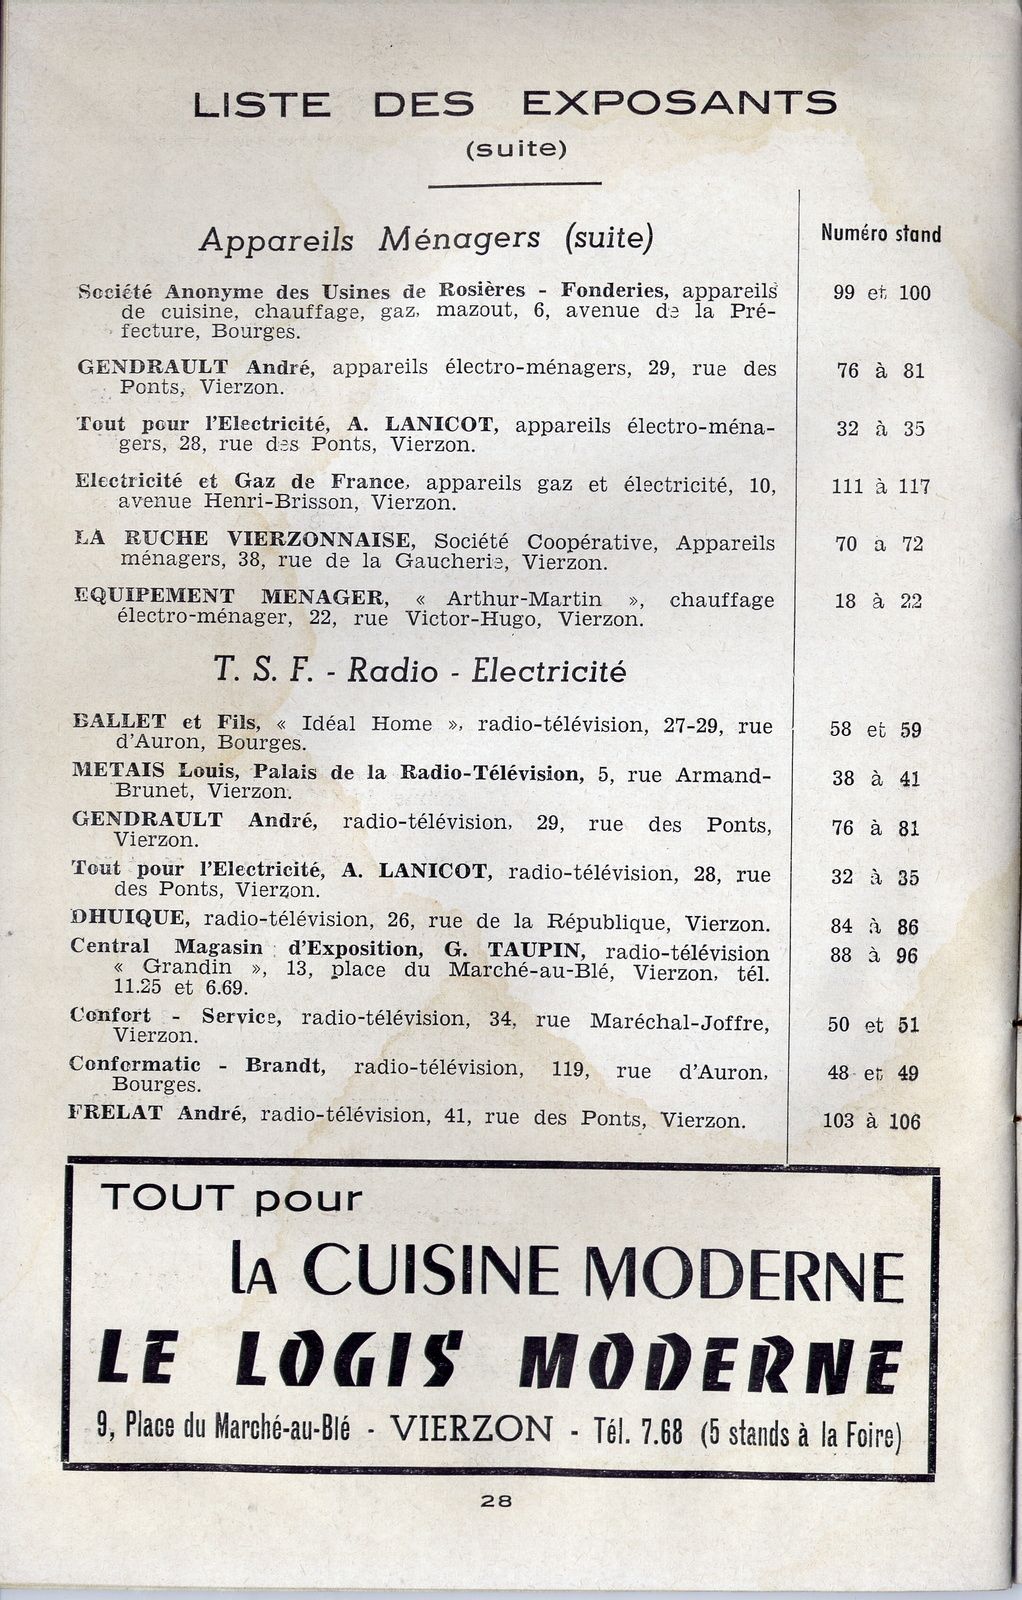 LISTE DES EXPOSANTS
(suite)
Appareils Ménagers (suite)
Numéro stand
Société Anonyme des Usines de Rosières - Fonderies, appareils 99 et 100
de cuisine, chauffage, gaz, mazout, 6, avenue de la Pré-
fecture, Bourges.
GENDRAULT André, appareils électro-ménagers, 29, rue des 76 à 81
Ponts, Vierzon.
Tout pour l'Electricité, A. LANICOT, appareils électro-ména- 32 à 35
gers, 28, rue des Ponts, Vierzon.
Electricité et Gaz de France, appareils gaz et électricité, 10, 111 à 117
avenue Henri-Brisson, Vierzon.
LA RUCHE VIERZONNAISE, Société Coopérative, Appareils 70 à 72
ménagers, 38, rue de la Gaucherie, Vierzon.
EQUIPEMENT MENAGER, « Arthur-Martin », chauffage 18 à 22
électro-ménager, 22, rue Victor-Hugo, Vierzon.
T. S. F. - Radio - Electricité
BALLET et Fils, « Idéal Home », radio-télévision, 27-29, rue 58 et 59
d'Auron, Bourges.
METAIS Louis, Palais de la Radio-Télévision, 5, rue Armand- 38 à 41
Brunet, Vierzon.
GENDRAULT André, radio-télévision, 29, rue des Ponts, 76 à 81
Vierzon.
Tout pour l'Electricité, A. LANICOT, radio-télévision, 28, rue 32 à 35
des Ponts, Vierzon.
DHUIQUE, radio-télévision, 26, rue de la République, Vierzon. 84 à 86
Central Magasin d'Exposition, G. TAUPIN, radio-télévision 88 à 96
« Grandin », 13, place du Marché-au-Blé, Vierzon, tél.
11.25 et 6.69.
Confort - Service, radio-télévision, 34, rue Maréchal-Joffre, 50 et 51
Vierzon.
Confermatic - Brandt, radio-télévision, 119, rue d'Auron, 48 et 49
Bourges.
FRELAT André, radio-télévision, 41, rue des Ponts, Vierzon. 103 à 106
TOUT pour
LA CUISINE MODERNE
LE LOGIS MODERNE
9, Place du Marché-au-Blé - VIERZON - Tél. 7.68 (5 stands à la Foire)
28